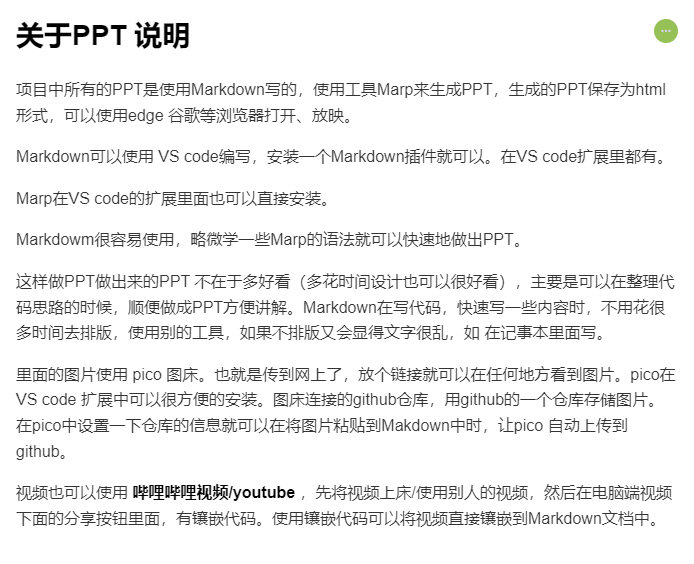 关于PPT 说明
项目中所有的PPT是使用Markdown写的，使用工具Marp来生成PPT，生成的PPT保存为html
形式，可以使用edge 谷歌等浏览器打开、放映。
Markdown可以使用 VS code编写，安装一个Markdown插件就可以。在VS code扩展里都有。
Marp在VS code的扩展里面也可以直接安装。
Markdowm很容易使用，略微学一些Marp的语法就可以快速地做出PPT。
这样做PPT做出来的PPT 不在于多好看（多花时间设计也可以很好看），主要是可以在整理代
码思路的时候，顺便做成PPT方便讲解。Markdown在写代码，快速写一些内容时，不用花很
多时间去排版，使用别的工具，如果不排版又会显得文字很乱，如 在记事本里面写。
里面的图片使用 pico 图床。也就是传到网上了，放个链接就可以在任何地方看到图片。pico在
VS code 扩展中可以很方便的安装。图床连接的github仓库，用github的一个仓库存储图片。
在pico中设置一下仓库的信息就可以在将图片粘贴到Makdown中时，让pico 自动上传到
github。
视频也可以使用 哔哩哔哩视频/youtube ，先将视频上床/使用别人的视频，然后在电脑端视频
下面的分享按钮里面，有镶嵌代码。使用镶嵌代码可以将视频直接镶嵌到Markdown文档中。